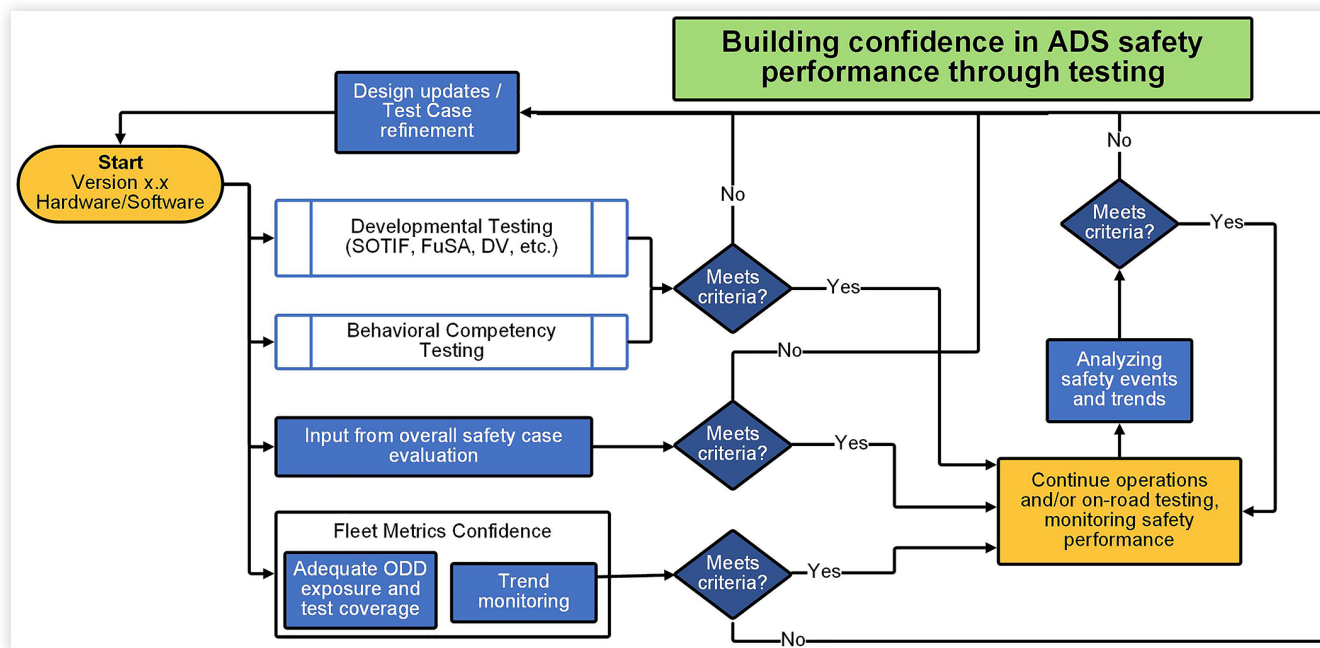 Building confidence in ADS safety
performance through testing
Design updates /
Test Case
refinement
Start
Version x.x
Hardware/Software
No
No
Meets
criteria?
Yes
Developmental Testing
(SOTIF, FuSA, DV, etc.)
Meets
criteria?
Yes
Behavioral Competency
Testing
No
Analyzing
safety events
and trends
Input from overall safety case
evaluation
Meets
criteria?
Yes
Continue operations
and/or on-road testing,
monitoring safety
performance
Fleet Metrics Confidence
Adequate ODD
exposure and
test coverage
Trend
monitoring
Meets
criteria?
Yes
No